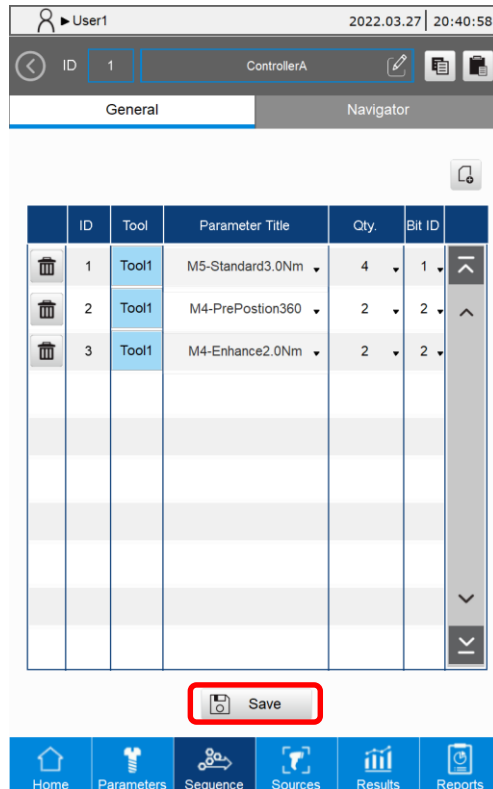 ▶User1 2022.03.27 20:40:58
ID 1 ControllerA
General Navigator
ID Tool Parameter Title Qty. Bit ID
1 Tool1 M5-Standard3.0Nm 4 1
2 Tool1 M4-PrePostion360 2 2
3 Tool1 M4-Enhance2.0Nm 2 2
Save
Home Parameters Sequence Sources Results Reports